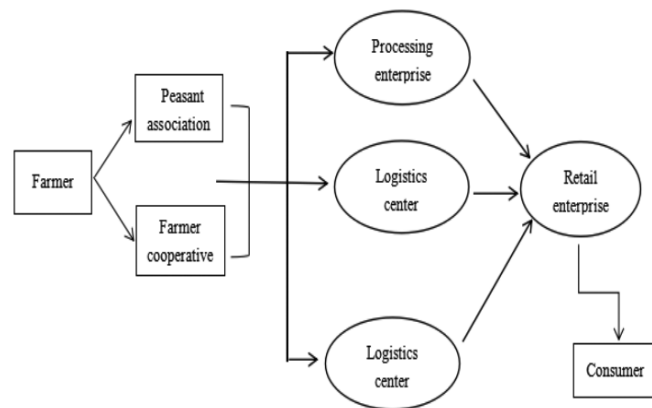 Farmer
Peasant
association
Farmer
cooperative
Processing
enterprise
Logistics
center
Logistics
center
Retail
enterprise
Consumer